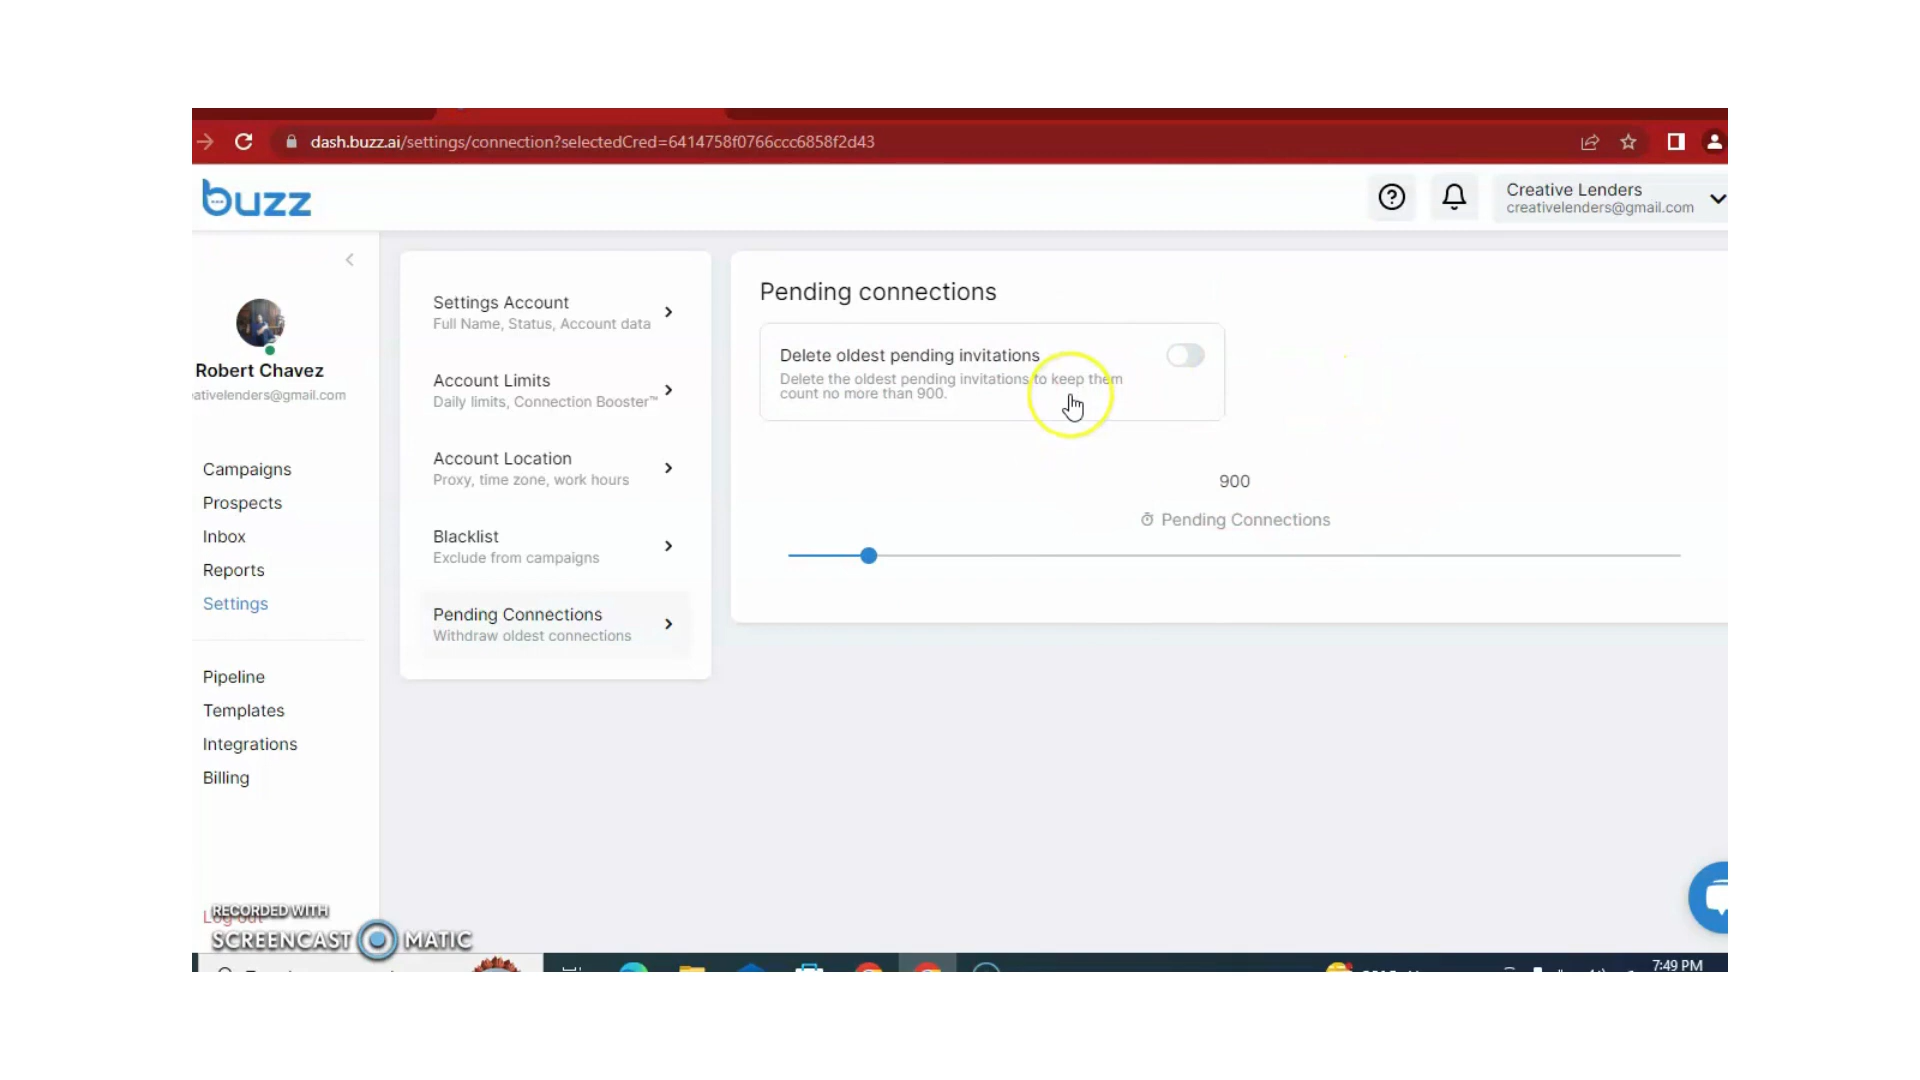 dash.buzz.ai/settings/connection?selectedCred=6414758f0766ccc6858f2d43
buzz
Creative Lenders
creativelenders@gmail.com
Robert Chavez
ativelenders@gmail.com
Campaigns
Prospects
Inbox
Reports
Settings
Pipeline
Templates
Integrations
Billing
Log out
Settings Account
Full Name, Status, Account data
Account Limits
Daily limits, Connection Booster™
Account Location
Proxy, time zone, work hours
Blacklist
Exclude from campaigns
Pending Connections
Withdraw oldest connections
Pending connections
Delete oldest pending invitations
Delete the oldest pending invitations to keep them
count no more than 900.
900
Pending Connections
RECORDED WITH
SCREENCAST MATIC
7:49 PM